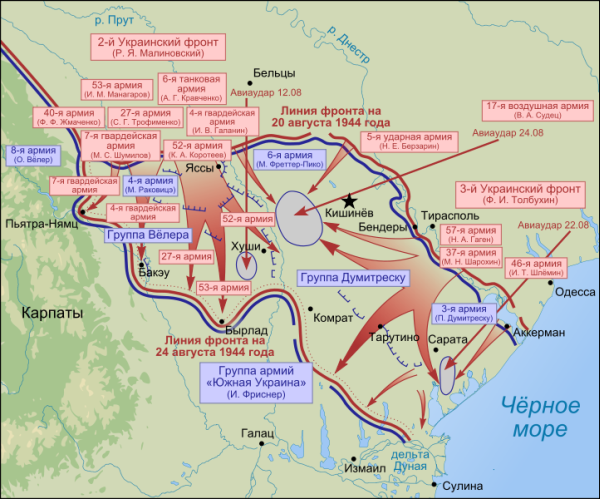 р. Прут
р. Днестр
2-й Украинский фронт
(Р. Я. Малиновский)
53-я армия
(И. М. Манагаров)
6-я танковая
армия
(А. Г. Кравченко)
Бельцы
Авиаудар 12.08
40-я армия
(Ф. Ф. Жмаченко)
27-я армия
(С. Г. Трофименко)
4-я гвардейская
армия
(И. В. Галанин)
Линия фронта на
20 августа 1944 года
17-я воздушная армия
(В. А. Судец)
Авиаудар 24.08
7-я гвардейская
армия
(М. С. Шумилов)
52-я армия
(К. А. Коротеев)
5-я ударная армия
(Н. Е. Берзарин)
8-я армия
(О. Вёлер)
6-я армия
(М. Фреттер-Пико)
Яссы
7-я гвардейская
армия
4-я армия
(М. Раковицэ)
3-й Украинский фронт
(Ф. И. Толбухин)
4-я гвардейская
армия
52-я армия
Кишинёв
Тирасполь
Авиаудар 22.08
Пьятра-Нямц
Бендеры
57-я армия
(Н. А. Гаген)
Группа Вёлера
Хуши
37-я армия
(М. Н. Шарохин)
46-я армия
(И. Т. Шлёмин)
27-я армия
Бакэу
Группа Думитреску
Одесса
53-я армия
Карпаты
Комрат
3-я армия
(П. Думитреску)
Бырлад
Тарутино
Аккерман
Линия фронта на
24 августа 1944 года
Сарата
Группа армий
«Южная Украина»
(И. Фриснер)
Чёрное
море
Галац
Измаил
дельта
Дуная
Сулина